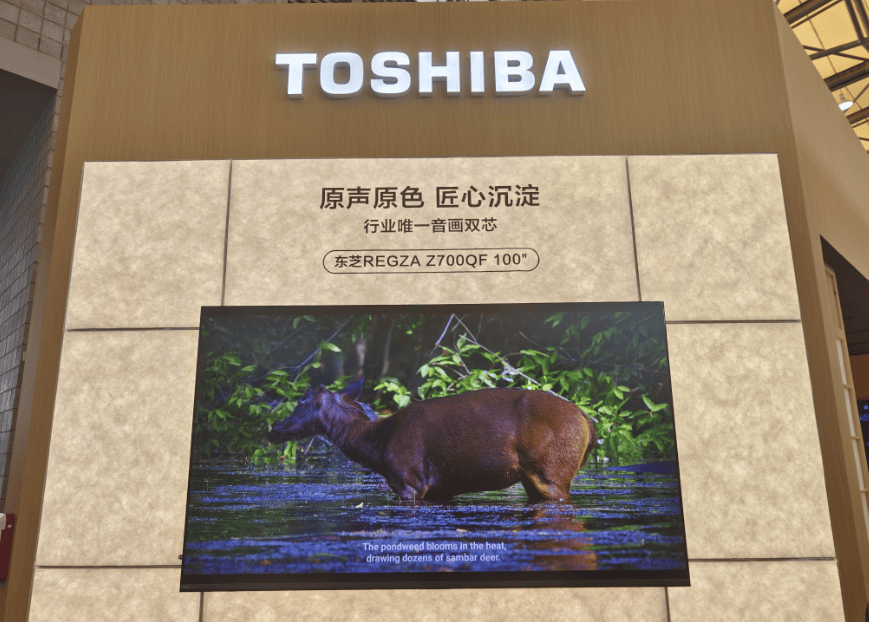 TOSHIBA
原声原色 匠心沉淀
行业唯一音画双芯
东芝REGZA Z700QF 100"
The pondweed blooms in the heat,
drawing dozens of sambar deer.